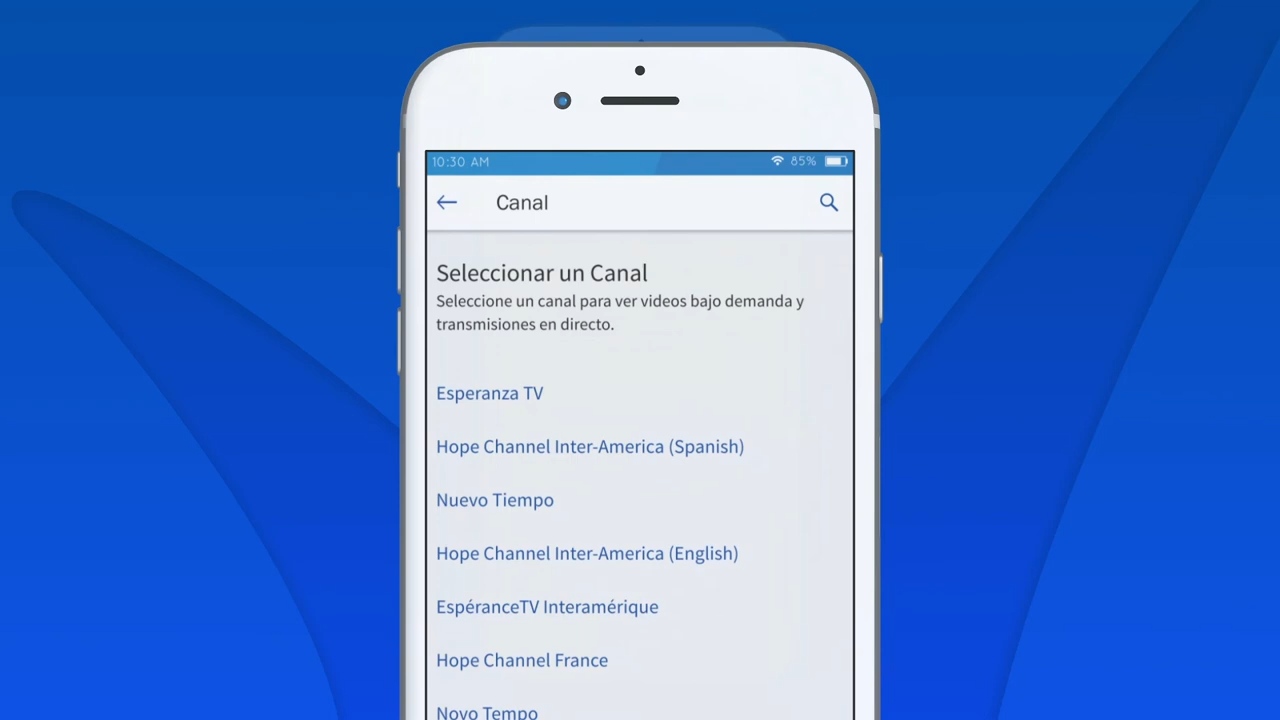 10:30 AM 85%
Canal
Seleccionar un Canal
Seleccione un canal para ver videos bajo demanda y
transmisiones en directo.
Esperanza TV
Hope Channel Inter-America (Spanish)
Nuevo Tiempo
Hope Channel Inter-America (English)
EspéranceTV Interamérique
Hope Channel France
Novo Tempo